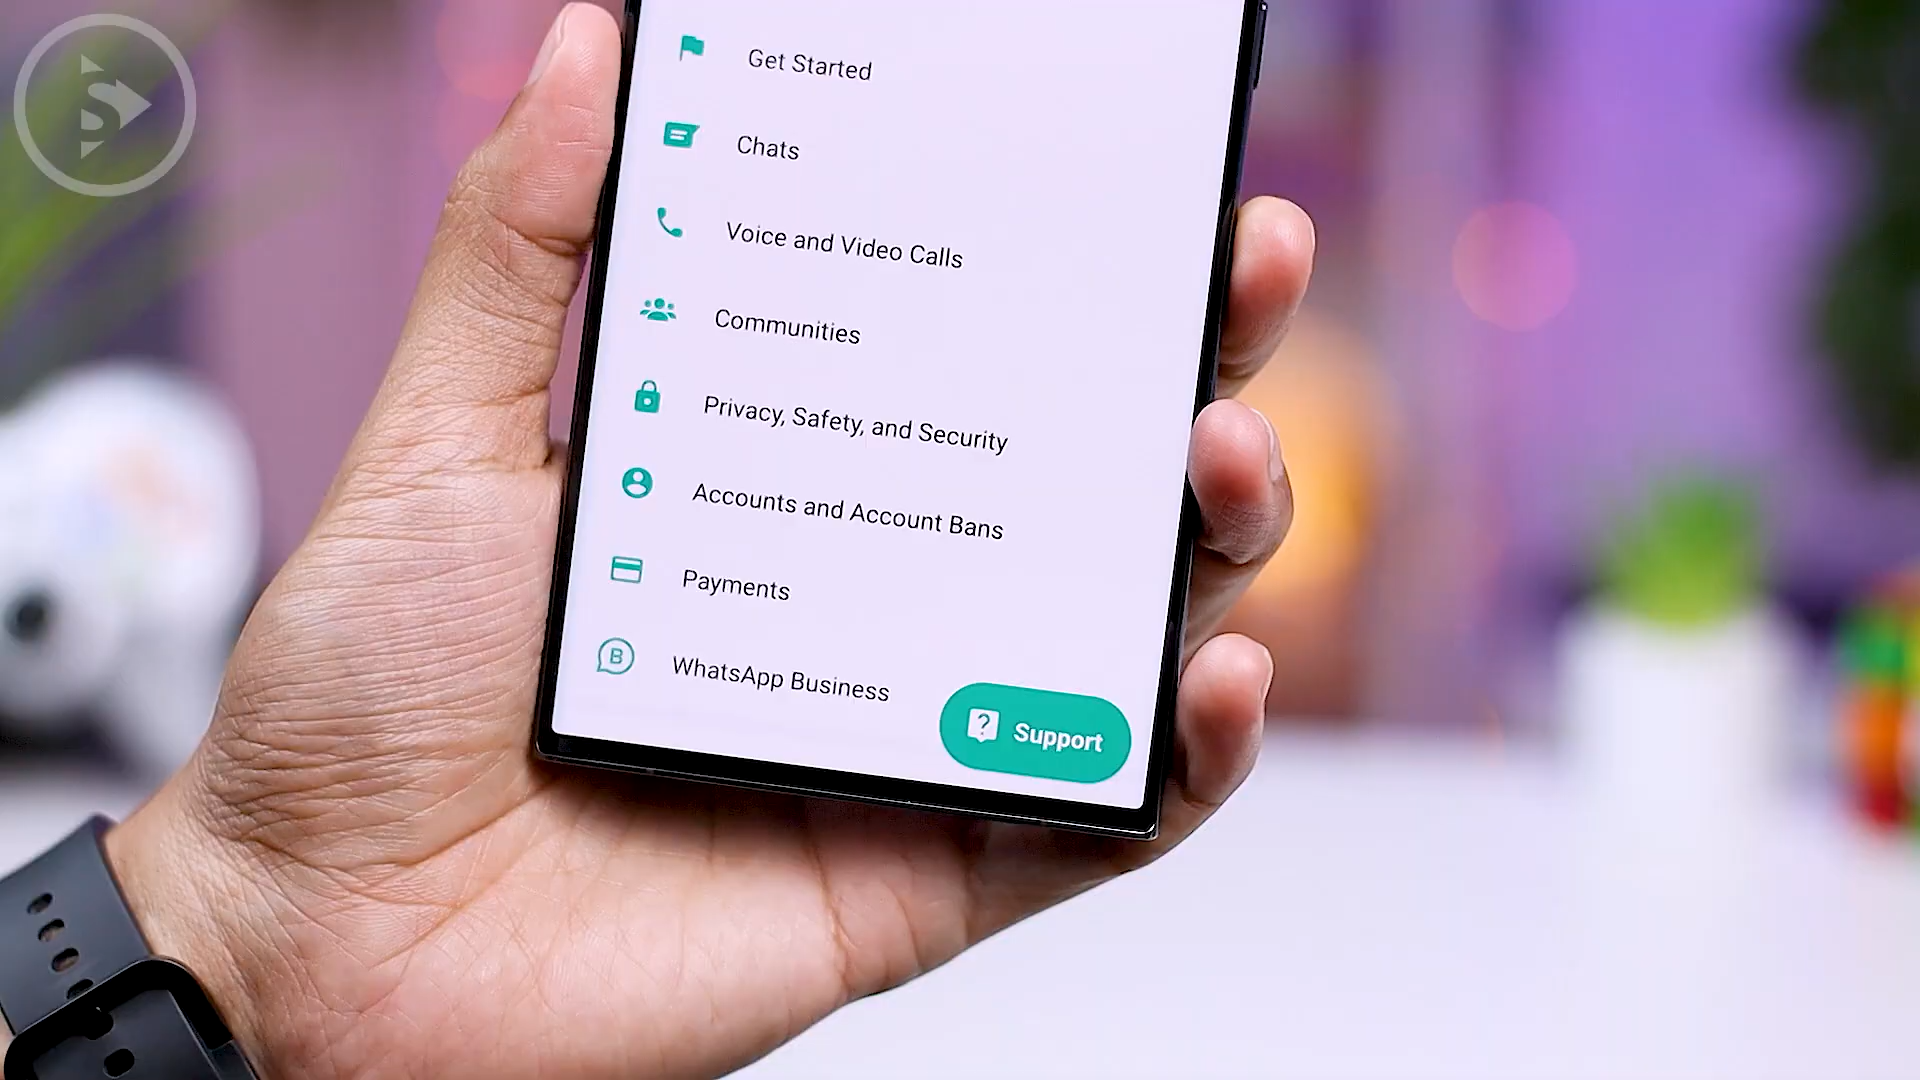 S
Get Started
Chats
Voice and Video Calls
Communities
Privacy, Safety, and Security
Accounts and Account Bans
Payments
B
WhatsApp Business
? Support